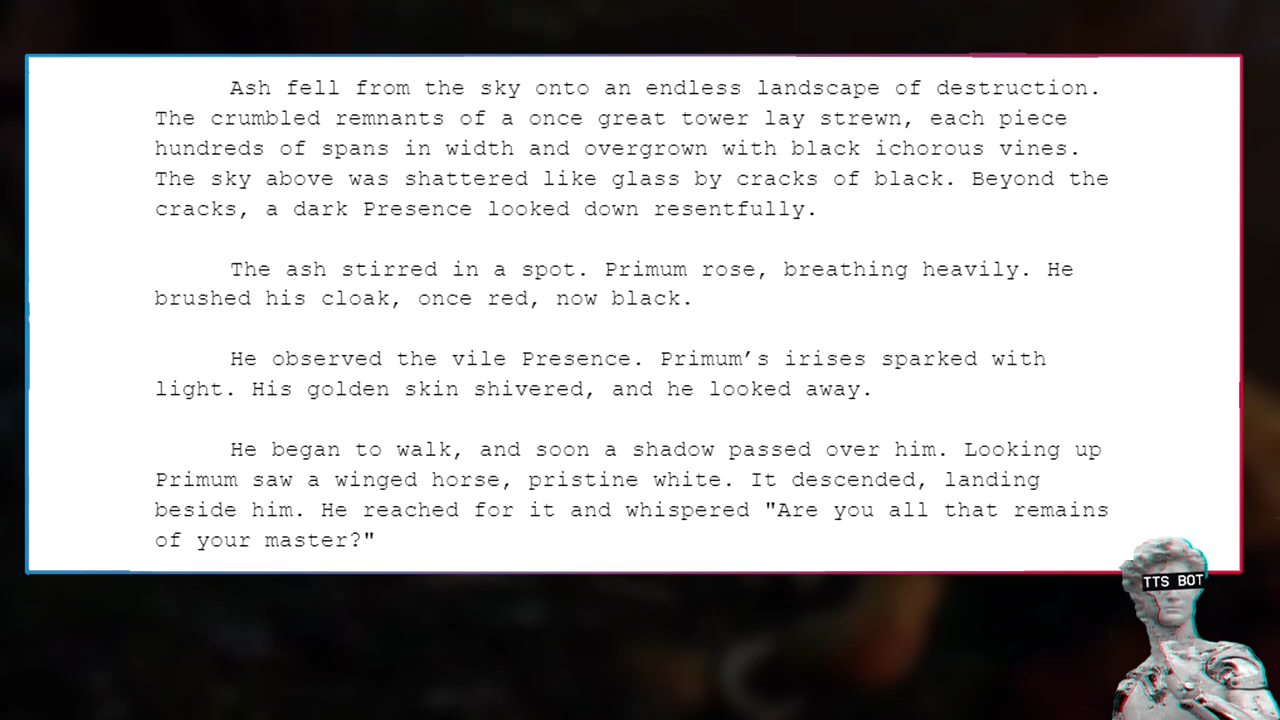 Ash fell from the sky onto an endless landscape of destruction.
The crumbled remnants of a once great tower lay strewn, each piece
hundreds of spans in width and overgrown with black ichorous vines.
The sky above was shattered like glass by cracks of black. Beyond the
cracks, a dark Presence looked down resentfully.
The ash stirred in a spot. Primum rose, breathing heavily. He
brushed his cloak, once red, now black.
He observed the vile Presence. Primum’s irises sparked with
light. His golden skin shivered, and he looked away.
He began to walk, and soon a shadow passed over him. Looking up
Primum saw a winged horse, pristine white. It descended, landing
beside him. He reached for it and whispered "Are you all that remains
of your master?"
TTS BOT